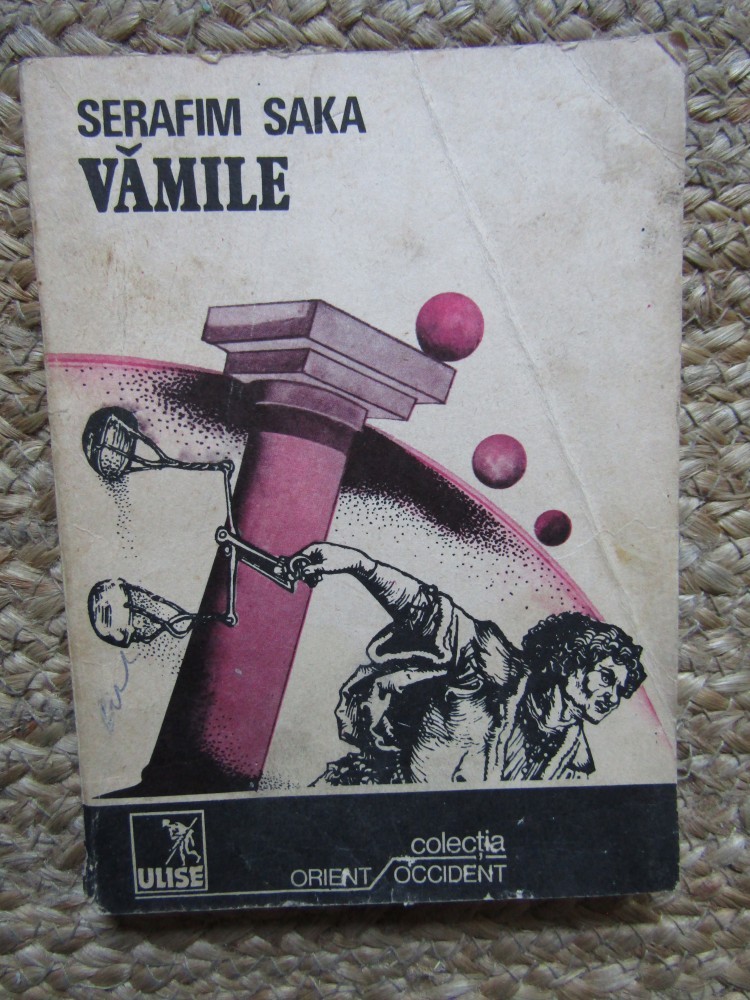 SERAFIM SAKA
VĂMILE
ULISE
colecția
ORIENT/OCCIDENT